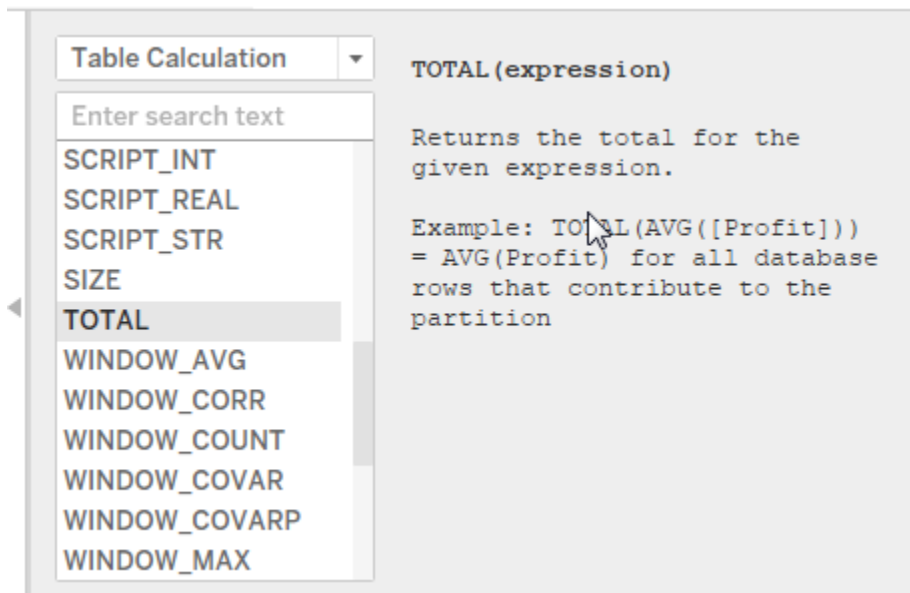 Table Calculation
Enter search text
SCRIPT_INT
SCRIPT_REAL
SCRIPT_STR
SIZE
TOTAL
WINDOW_AVG
WINDOW_CORR
WINDOW_COUNT
WINDOW_COVAR
WINDOW_COVARP
WINDOW_MAX
TOTAL(expression)
Returns the total for the
given expression.
Example: TOTAL(AVG([Profit]))
= AVG(Profit) for all database
rows that contribute to the
partition